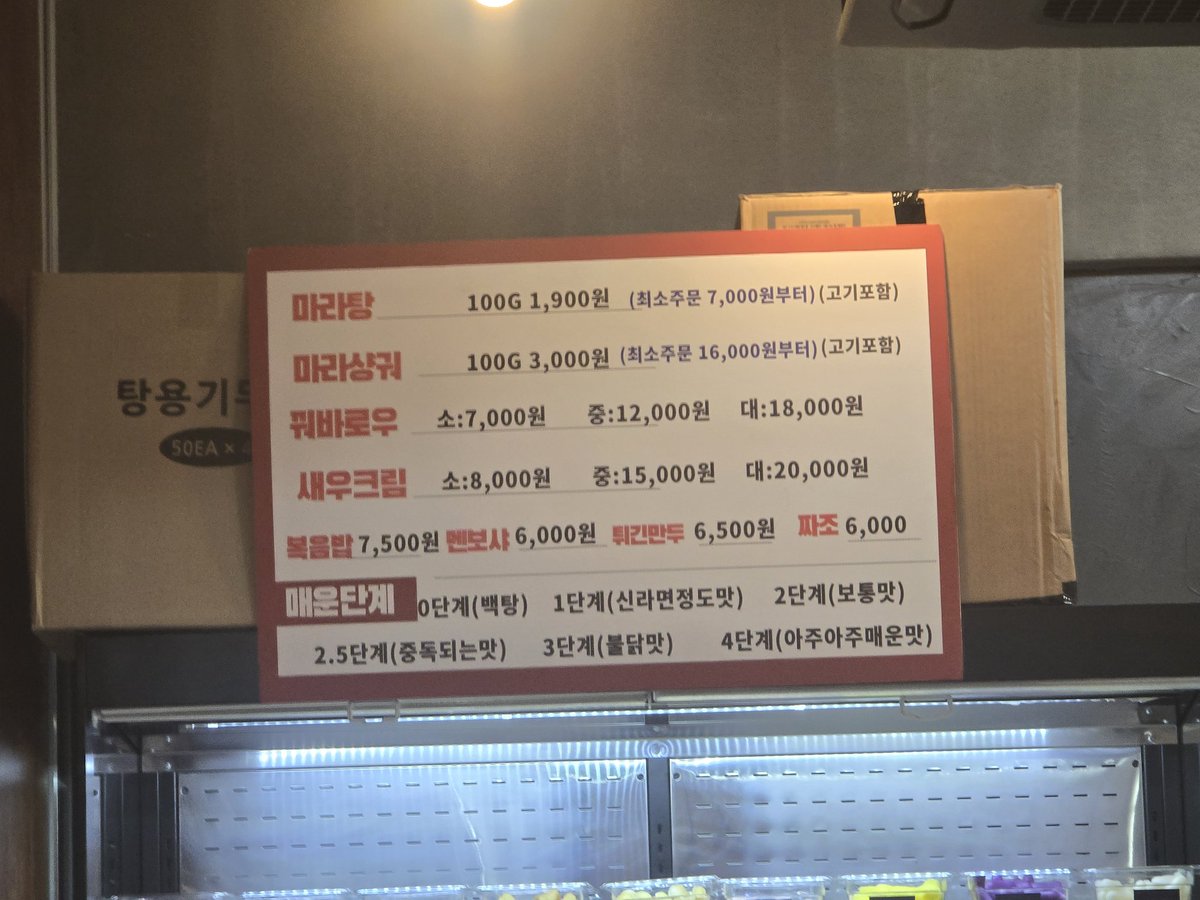 마라탕 100G 1,900원 (최소주문 7,000원부터) (고기포함)
마라샹궈 100G 3,000원 (최소주문 16,000원부터) (고기포함)
꿔바로우 소:7,000원 중:12,000원 대:18,000원
새우크림 소:8,000원 중:15,000원 대:20,000원
볶음밥 7,500원 멘보샤 6,000원 튀긴만두 6,500원 짜조 6,000
매운단계 0단계(백탕) 1단계(신라면정도맛) 2단계(보통맛)
2.5단계(중독되는맛) 3단계(불닭맛) 4단계(아주아주매운맛)
탕용기
50EA ×